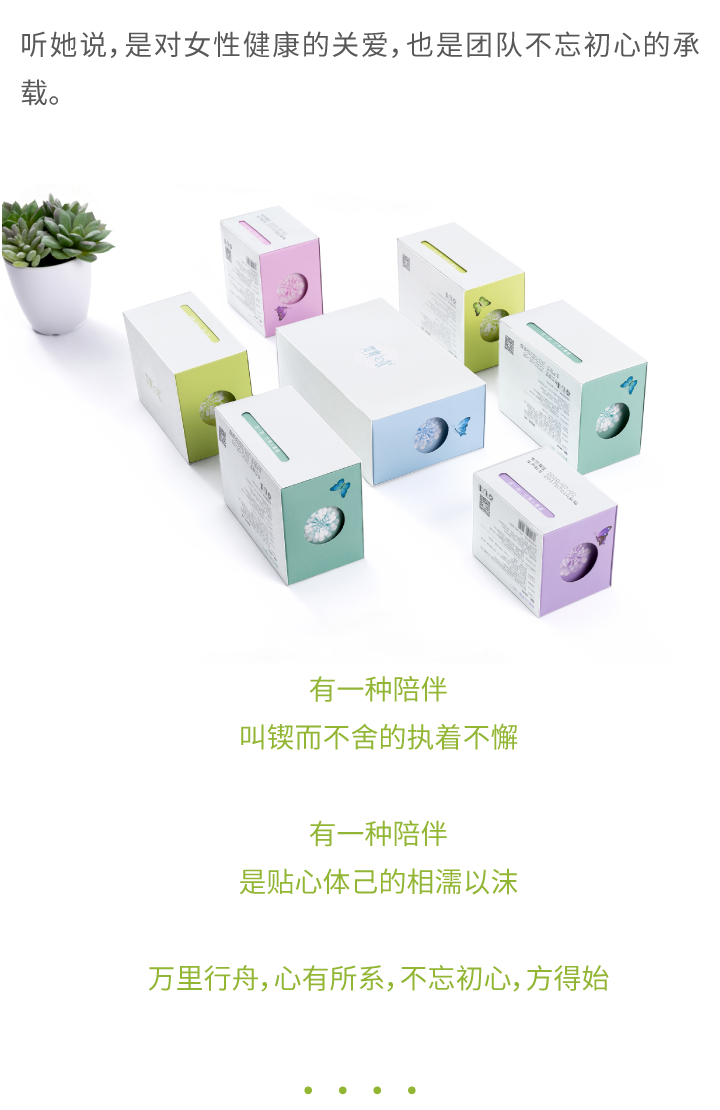 听她说，是对女性健康的关爱，也是团队不忘初心的承
载。
有一种陪伴
叫锲而不舍的执着不懈
有一种陪伴
是贴心体己的相濡以沫
万里行舟，心有所系，不忘初心，方得始